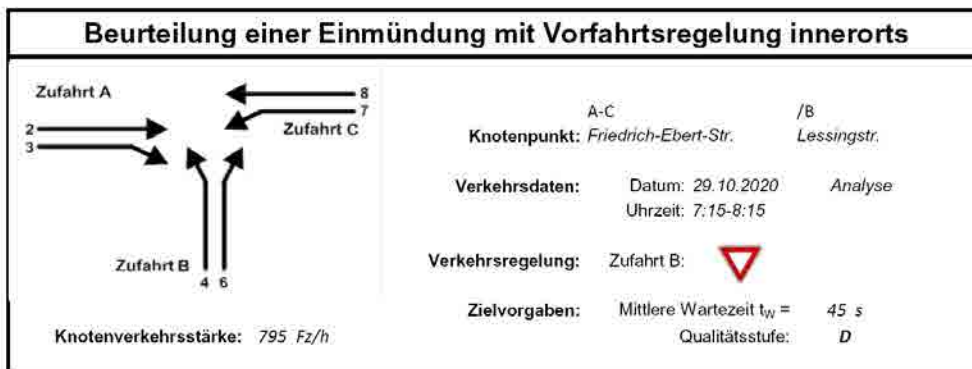 Beurteilung einer Einmündung mit Vorfahrtsregelung innerorts
Zufahrt A
8
7
Zufahrt C
2
3
Zufahrt B
4 6
Knotenverkehrsstärke: 795 Fz/h
A-C /B
Knotenpunkt: Friedrich-Ebert-Str. Lessingstr.
Verkehrsdaten: Datum: 29.10.2020 Analyse
Uhrzeit: 7:15-8:15
Verkehrsregelung: Zufahrt B:
Zielvorgaben: Mittlere Wartezeit tW = 45 s
Qualitätsstufe: D